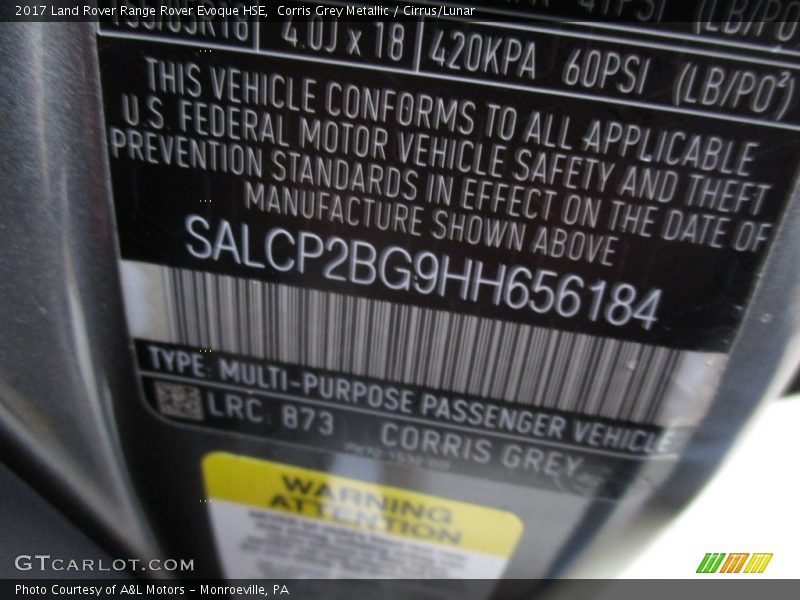 2017 Land Rover Range Rover Evoque HSE,  Corris Grey Metallic / Cirrus/Lunar
4.0J x 18 420KPA 60PSI (LB/PO²)
THIS VEHICLE CONFORMS TO ALL APPLICABLE
U.S. FEDERAL MOTOR VEHICLE SAFETY AND THEFT
PREVENTION STANDARDS IN EFFECT ON THE DATE OF
MANUFACTURE SHOWN ABOVE
SALCP2BG9HH656184
TYPE: MULTI-PURPOSE PASSENGER VEHICLE
LRC: 873 CORRIS GREY
WARNING
ATTENTION
GTCARLOT.COM
Photo Courtesy of A&L Motors – Monroeville, PA